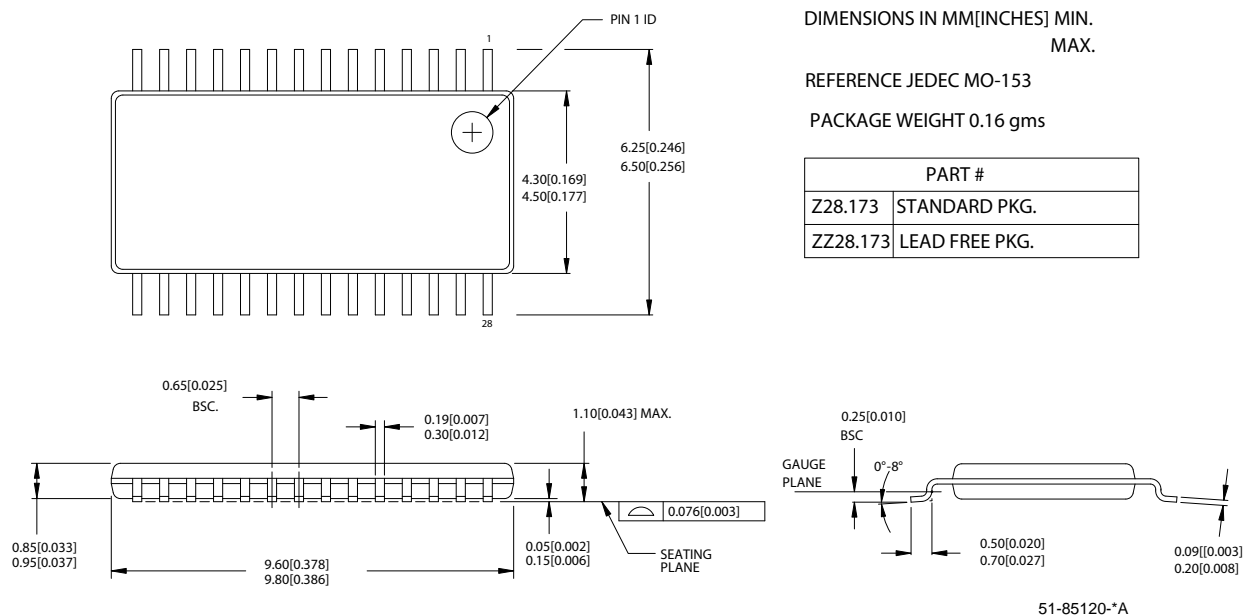 PIN 1 ID
DIMENSIONS IN MM[INCHES] MIN.
MAX.
REFERENCE JEDEC MO-153
PACKAGE WEIGHT 0.16 gms
PART #
Z28.173 STANDARD PKG.
ZZ28.173 LEAD FREE PKG.
1
6.25[0.246]
6.50[0.256]
4.30[0.169]
4.50[0.177]
28
0.65[0.025]
BSC.
0.19[0.007]
0.30[0.012]
1.10[0.043] MAX.
0.25[0.010]
BSC
GAUGE
PLANE
0°-8°
0.076[0.003]
0.85[0.033]
0.95[0.037]
9.60[0.378]
9.80[0.386]
0.05[0.002]
0.15[0.006]
SEATING
PLANE
0.50[0.020]
0.70[0.027]
0.09[[0.003]
0.20[0.008]
51-85120-*A